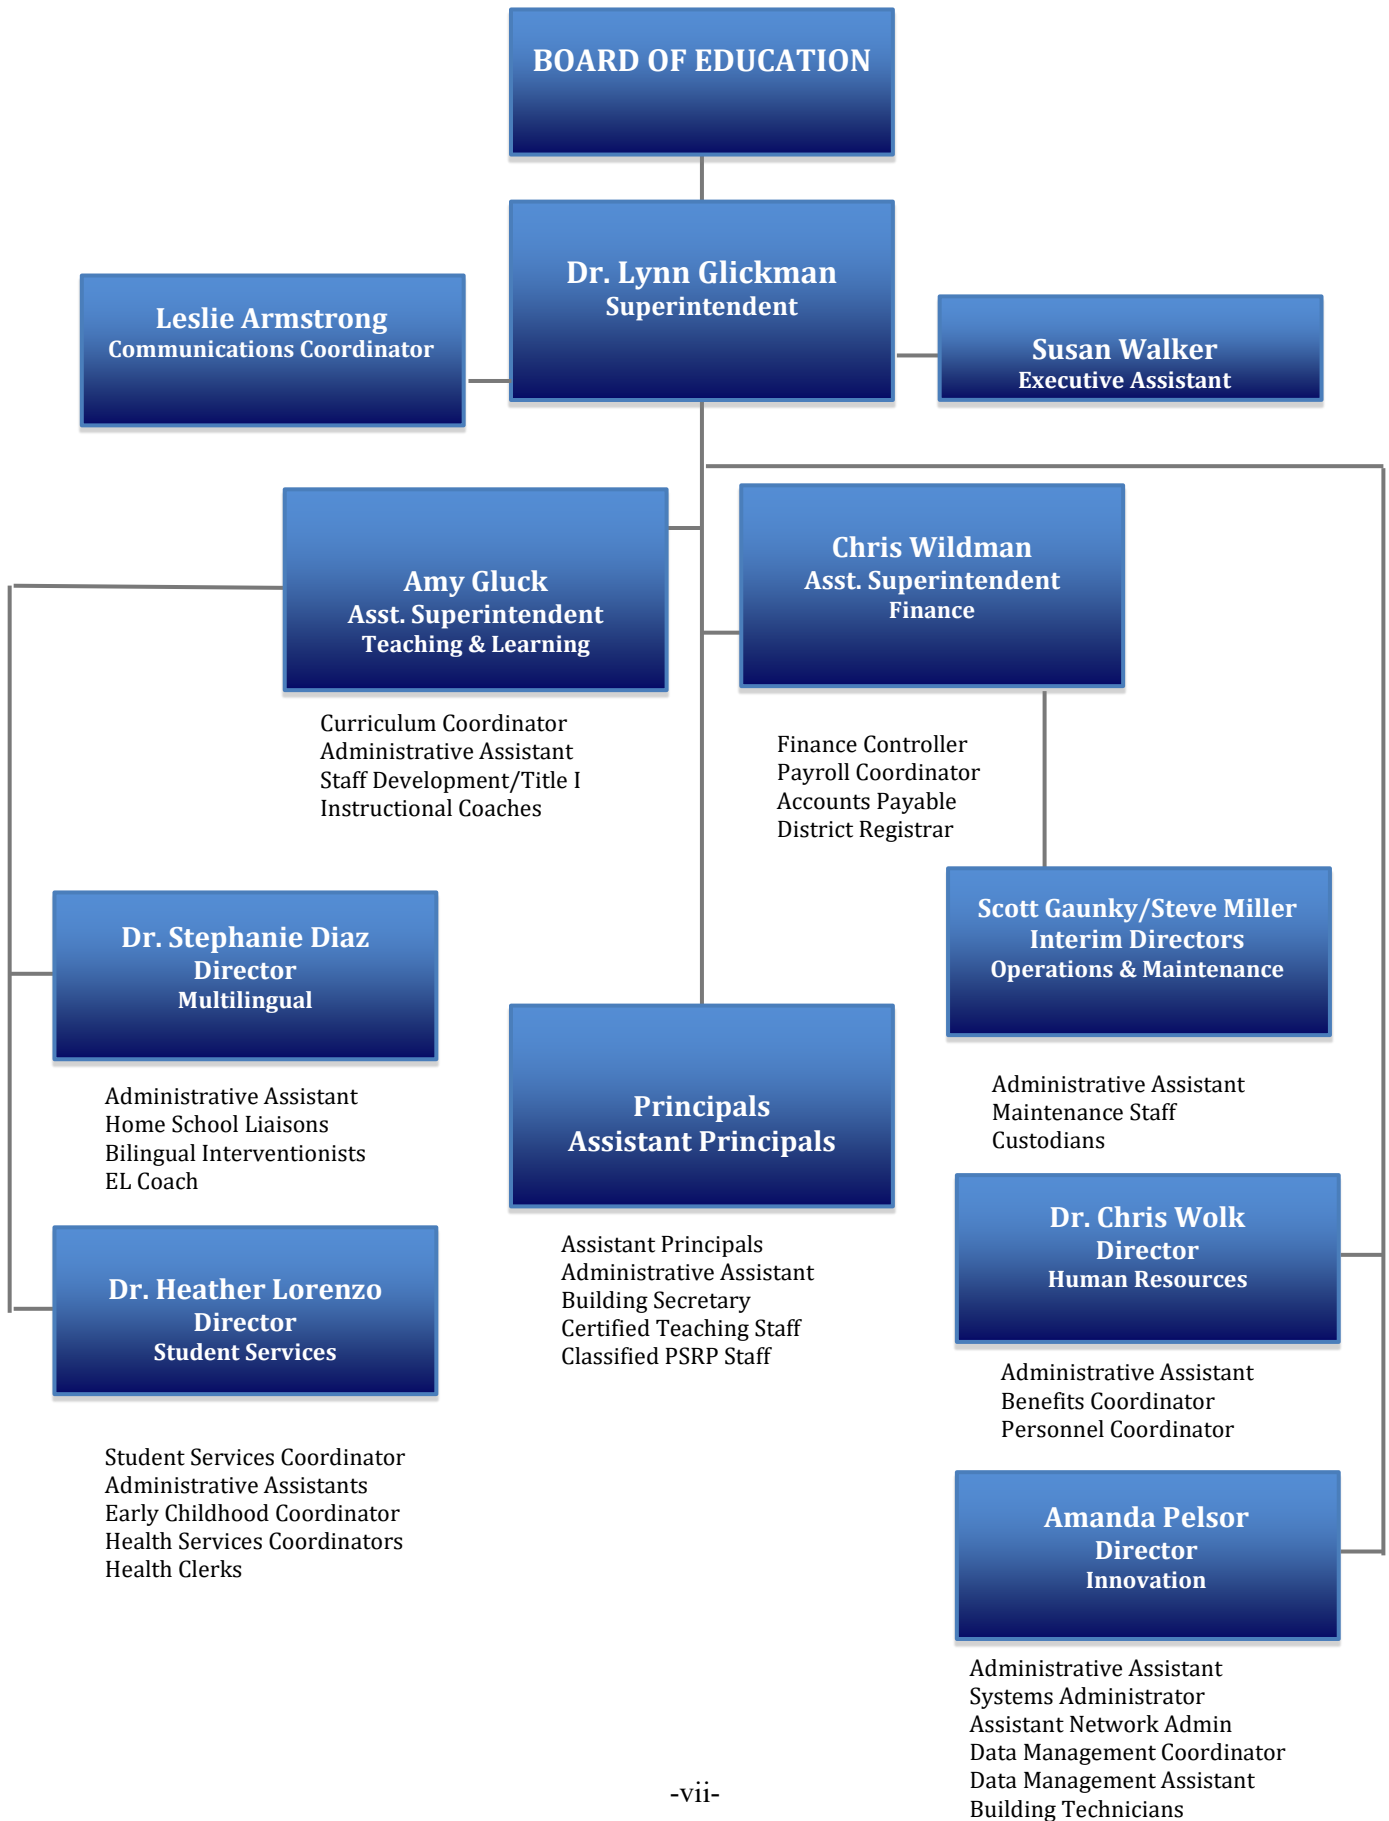 BOARD OF EDUCATION
Dr. Lynn Glickman
Superintendent
Leslie Armstrong
Communications Coordinator
Susan Walker
Executive Assistant
Amy Gluck
Asst. Superintendent
Teaching & Learning
Chris Wildman
Asst. Superintendent
Finance
Curriculum Coordinator
Administrative Assistant
Staff Development/Title I
Instructional Coaches
Finance Controller
Payroll Coordinator
Accounts Payable
District Registrar
Dr. Stephanie Diaz
Director
Multilingual
Scott Gaunky/Steve Miller
Interim Directors
Operations & Maintenance
Principals
Assistant Principals
Administrative Assistant
Home School Liaisons
Bilingual Interventionists
EL Coach
Administrative Assistant
Maintenance Staff
Custodians
Dr. Heather Lorenzo
Director
Student Services
Assistant Principals
Administrative Assistant
Building Secretary
Certified Teaching Staff
Classified PSRP Staff
Dr. Chris Wolk
Director
Human Resources
Administrative Assistant
Benefits Coordinator
Personnel Coordinator
Student Services Coordinator
Administrative Assistants
Early Childhood Coordinator
Health Services Coordinators
Health Clerks
Amanda Pelsor
Director
Innovation
Administrative Assistant
Systems Administrator
Assistant Network Admin
Data Management Coordinator
Data Management Assistant
Building Technicians
-vii-